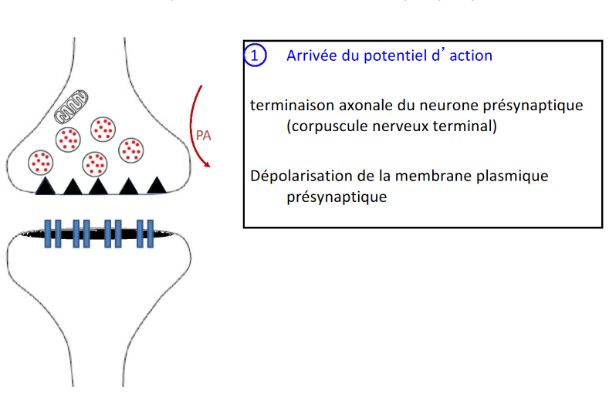 ① Arrivée du potentiel d'action
terminaison axonale du neurone présynaptique
(corpuscule nerveux terminal)
Dépolarisation de la membrane plasmique
présynaptique
PA